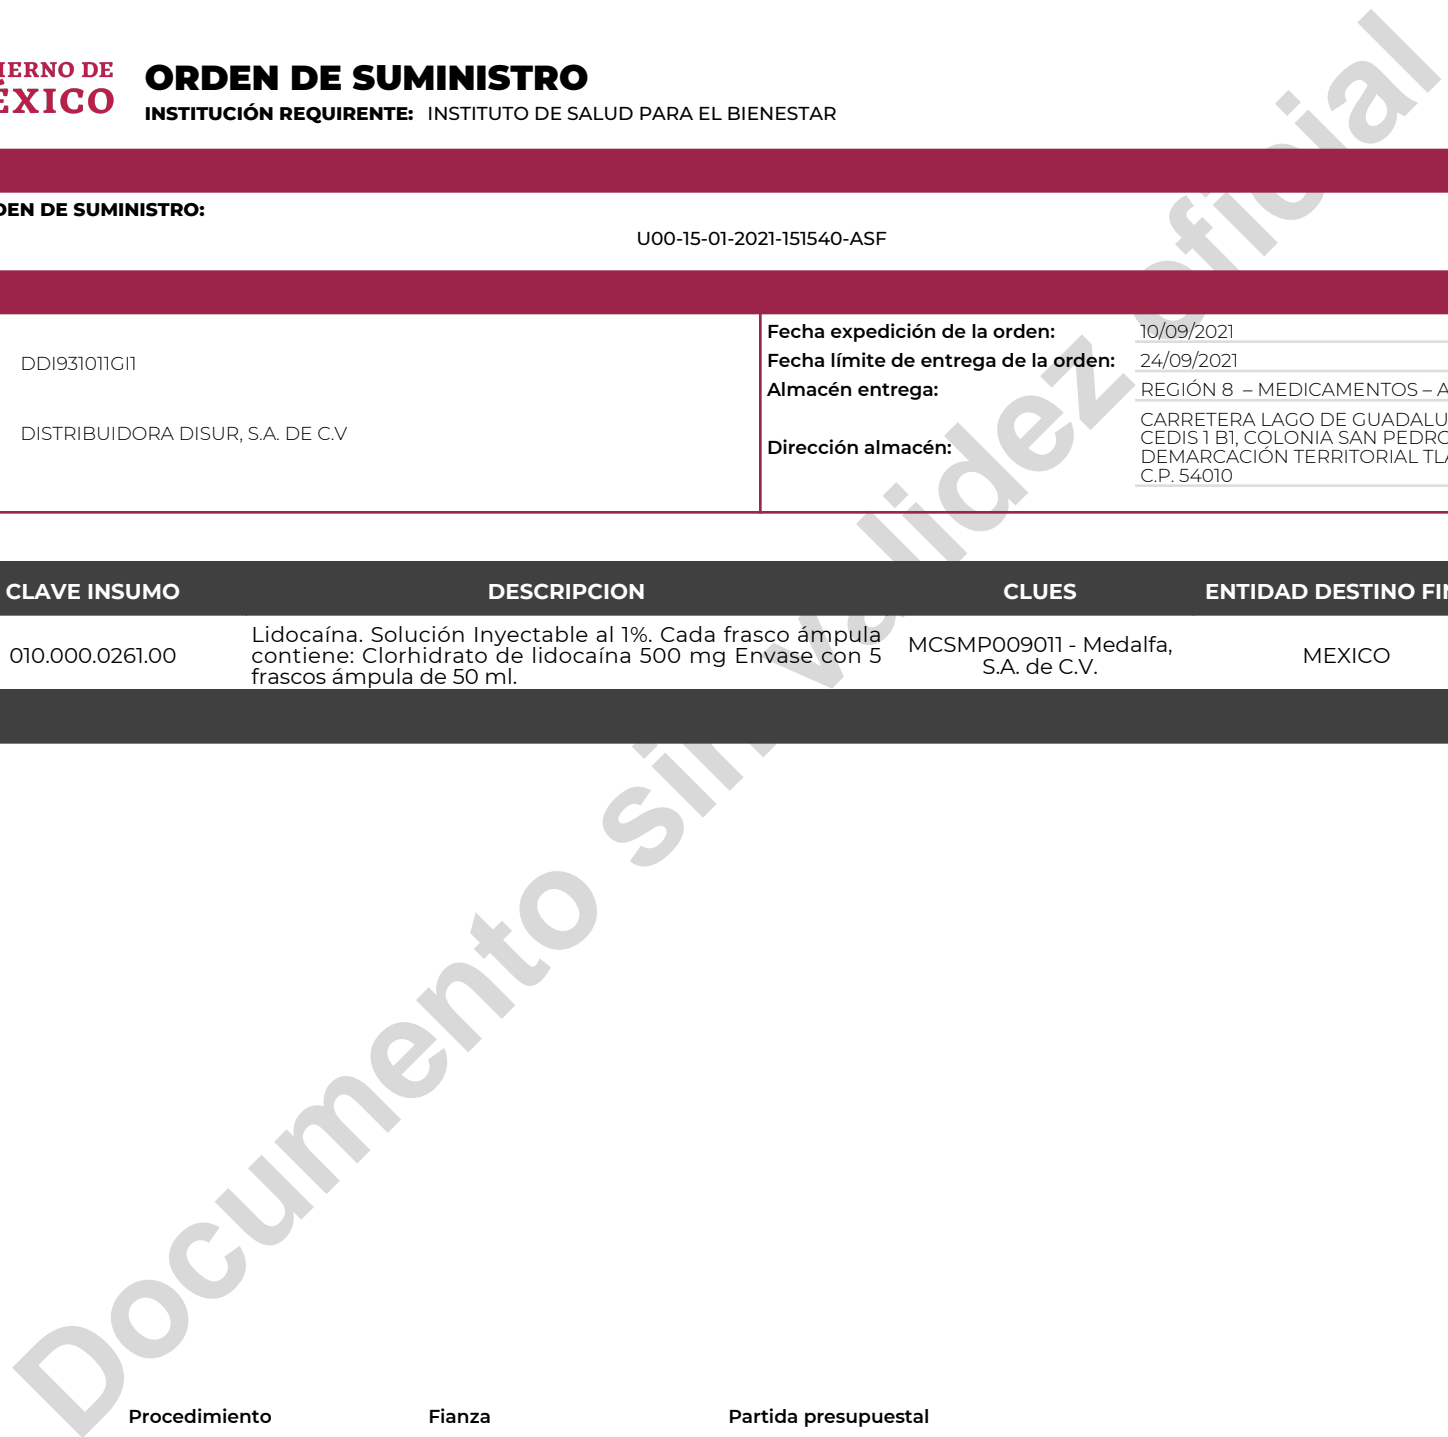 IERNO DE
ÉXICO
ORDEN DE SUMINISTRO
INSTITUCIÓN REQUIRENTE: INSTITUTO DE SALUD PARA EL BIENESTAR
DEN DE SUMINISTRO:
U00-15-01-2021-151540-ASF
DDI931011GI1
DISTRIBUIDORA DISUR, S.A. DE C.V
Fecha expedición de la orden: 10/09/2021
Fecha límite de entrega de la orden: 24/09/2021
Almacén entrega: REGIÓN 8 – MEDICAMENTOS – A
Dirección almacén:
CARRETERA LAGO DE GUADALU
CEDIS 1 B1, COLONIA SAN PEDRO
DEMARCACIÓN TERRITORIAL TLA
C.P. 54010
CLAVE INSUMO DESCRIPCION CLUES ENTIDAD DESTINO FIN
010.000.0261.00
Lidocaína. Solución Inyectable al 1%. Cada frasco ámpula
contiene: Clorhidrato de lidocaína 500 mg Envase con 5
frascos ámpula de 50 ml.
MCSMP009011 - Medalfa,
S.A. de C.V.
MEXICO
Documento sin validez oficial
Procedimiento Fianza Partida presupuestal